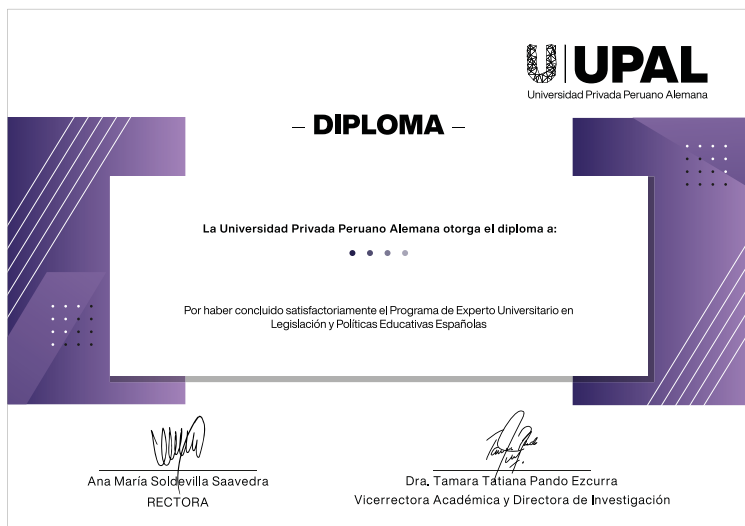 UPAL
Universidad Privada Peruano Alemana
– DIPLOMA –
La Universidad Privada Peruano Alemana otorga el diploma a:
Por haber concluido satisfactoriamente el Programa de Experto Universitario en
Legislación y Políticas Educativas Españolas
Ana María Soldevilla Saavedra
RECTORA
Dra. Tamara Tatiana Pando Ezcurra
Vicerrectora Académica y Directora de Investigación